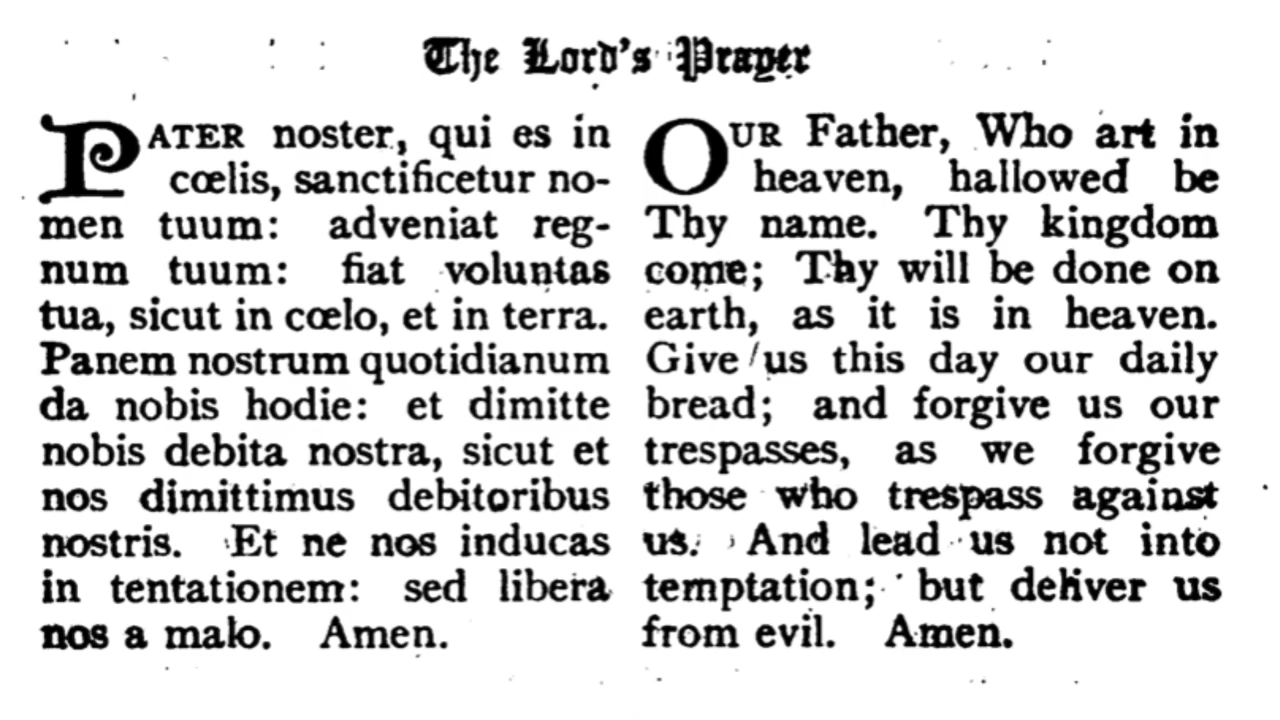 The Lord's Prayer
PATER noster, qui es in
cœlis, sanctificetur no-
men tuum: adveniat reg-
num tuum: fiat voluntas
tua, sicut in cœlo, et in terra.
Panem nostrum quotidianum
da nobis hodie: et dimitte
nobis debita nostra, sicut et
nos dimittimus debitoribus
nostris. Et ne nos inducas
in tentationem: sed libera
nos a malo. Amen.
OUR Father, Who art in
heaven, hallowed be
Thy name. Thy kingdom
come; Thy will be done on
earth, as it is in heaven.
Give us this day our daily
bread; and forgive us our
trespasses, as we forgive
those who trespass against
us. And lead us not into
temptation; but deliver us
from evil. Amen.